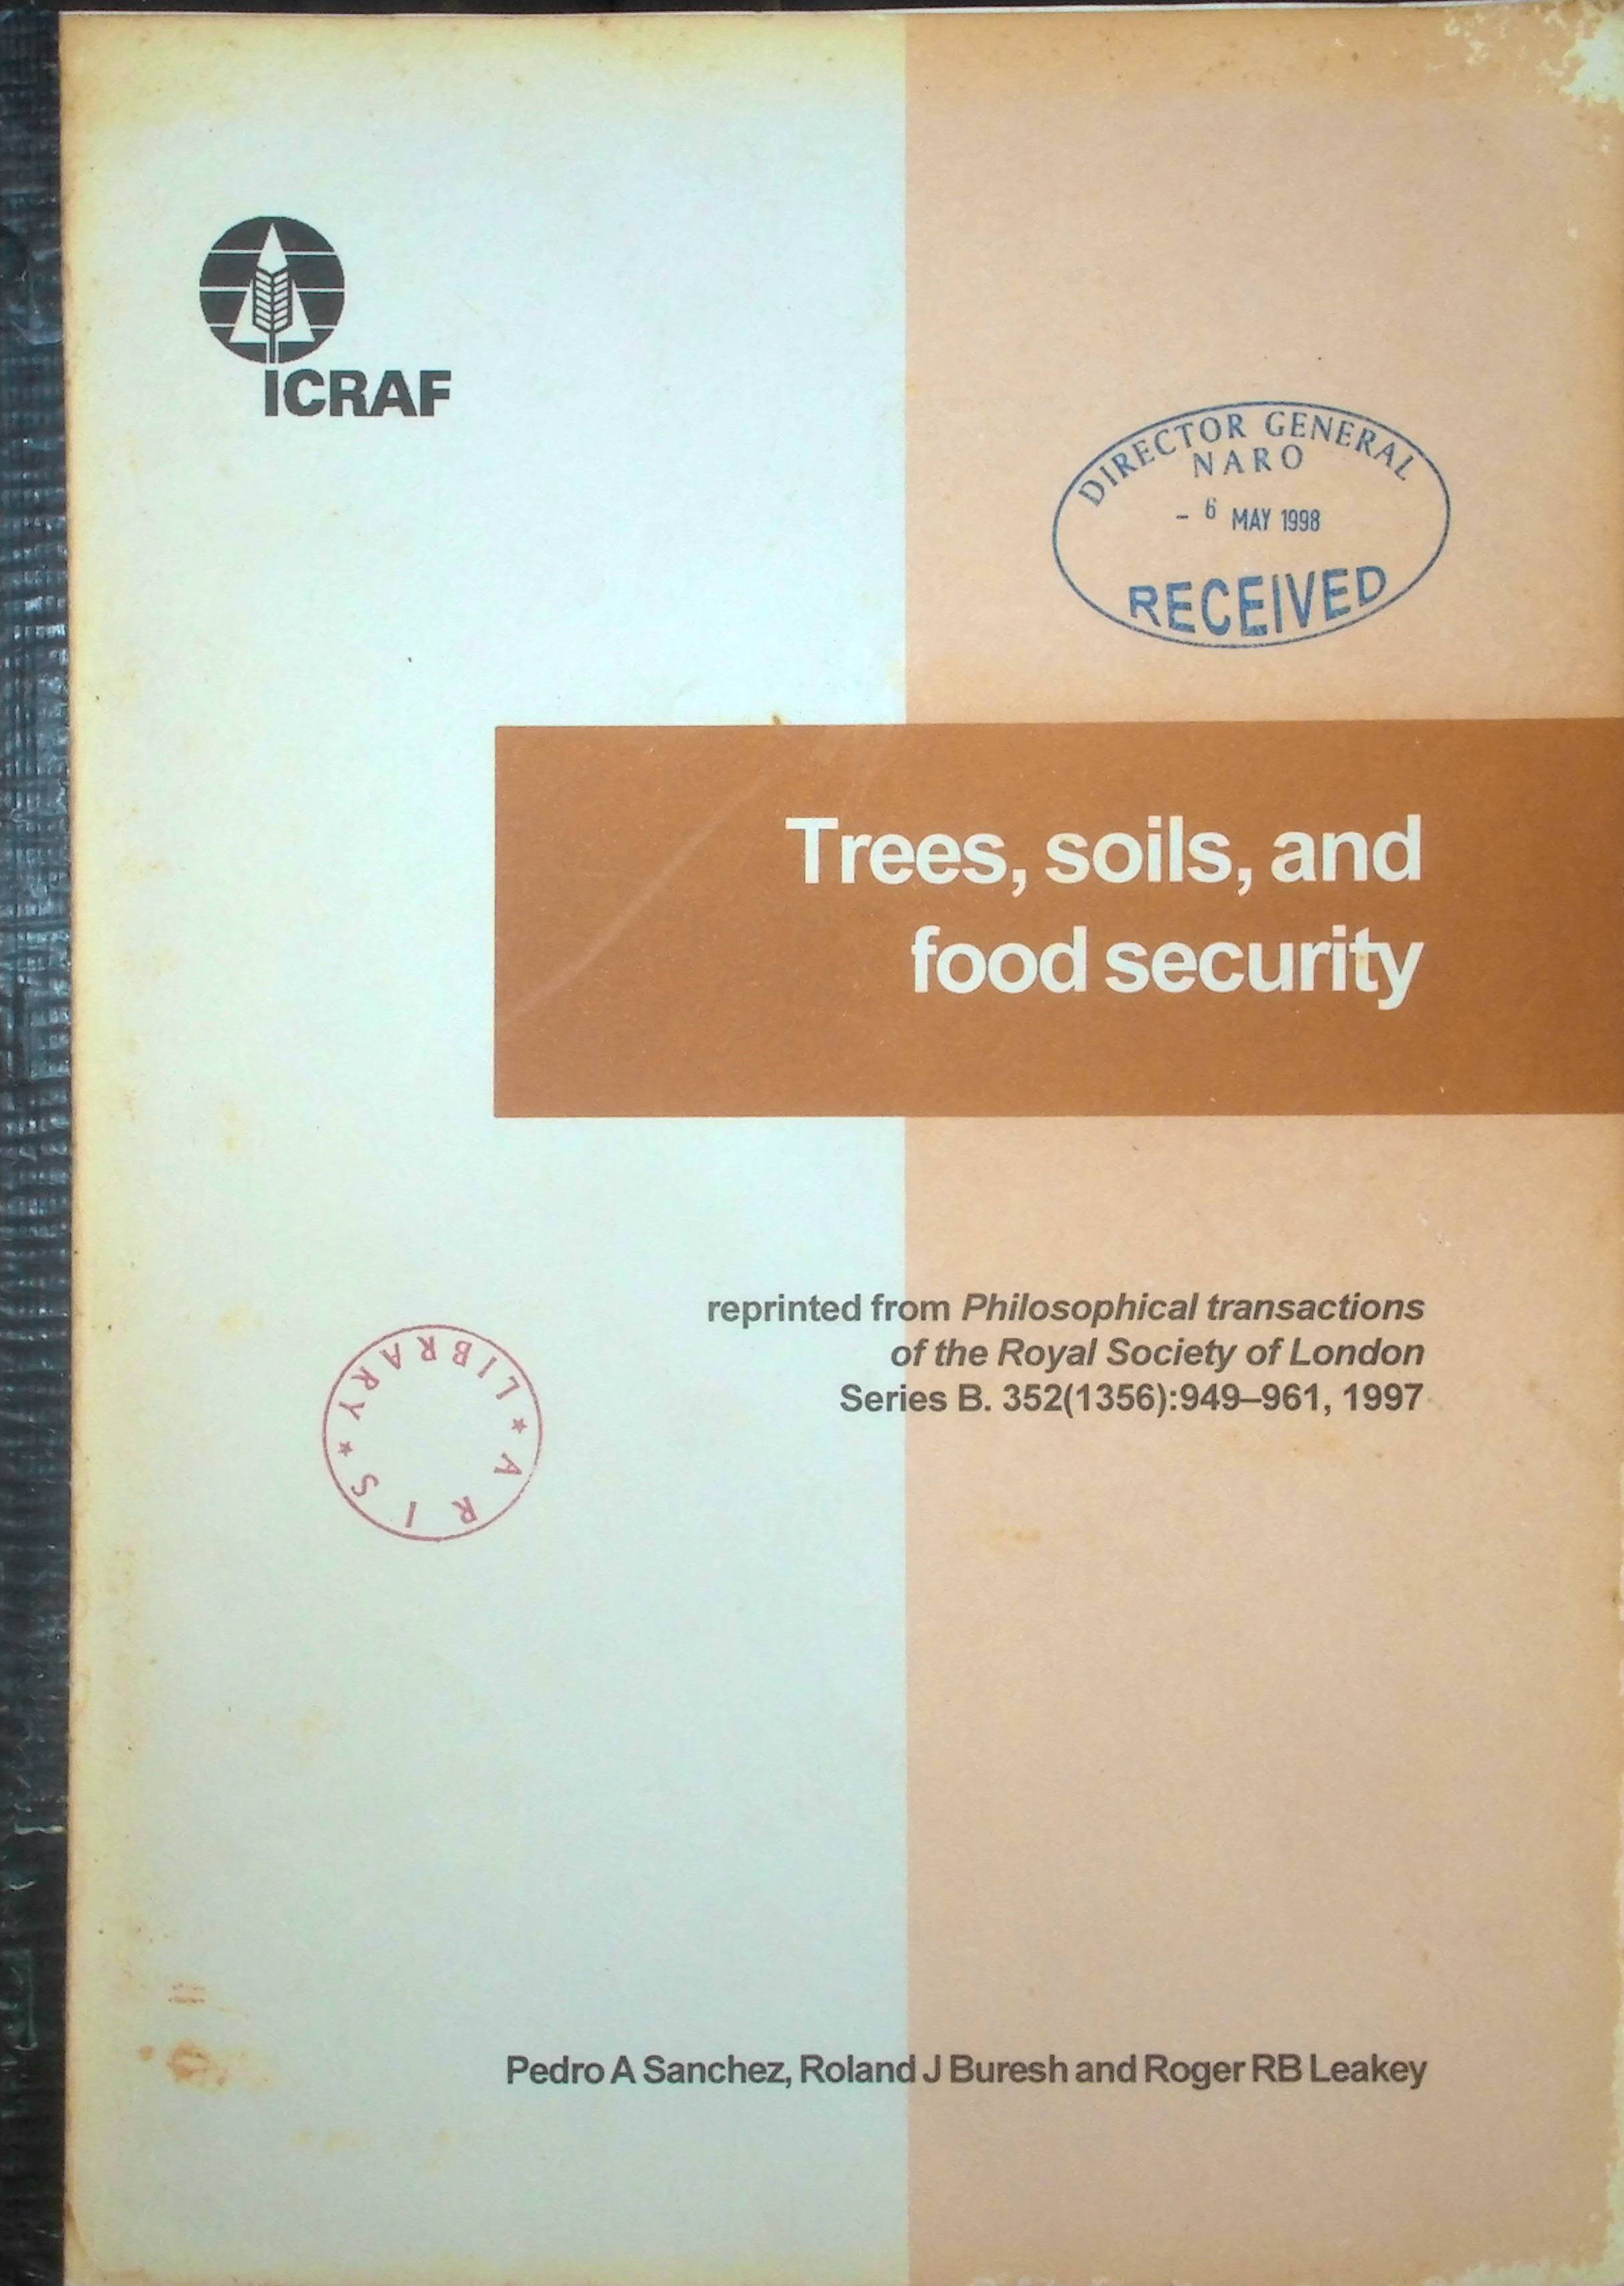 ICRAF
DIRECTOR GENERAL
NARO
- 6 MAY 1998
RECEIVED
Trees, soils, and
food security
reprinted from Philosophical transactions
of the Royal Society of London
Series B. 352(1356):949–961, 1997
★ ARIS ★ LIBRARY
Pedro A Sanchez, Roland J Buresh and Roger RB Leakey